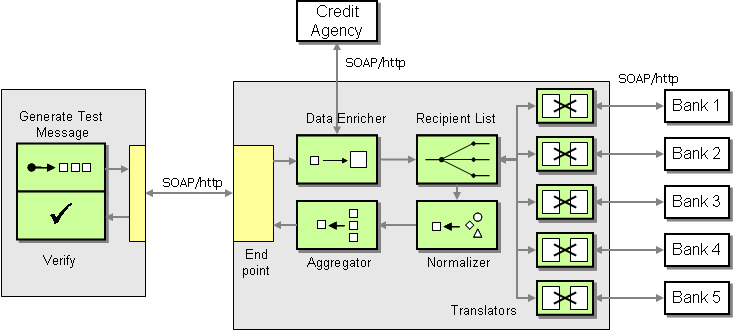 Credit
Agency
SOAP/http
SOAP/http
Generate Test
Message
Data Enricher
Recipient List
Bank 1
Bank 2
SOAP/http
Bank 3
Bank 4
Verify
End
point
Aggregator
Normalizer
Translators
Bank 5